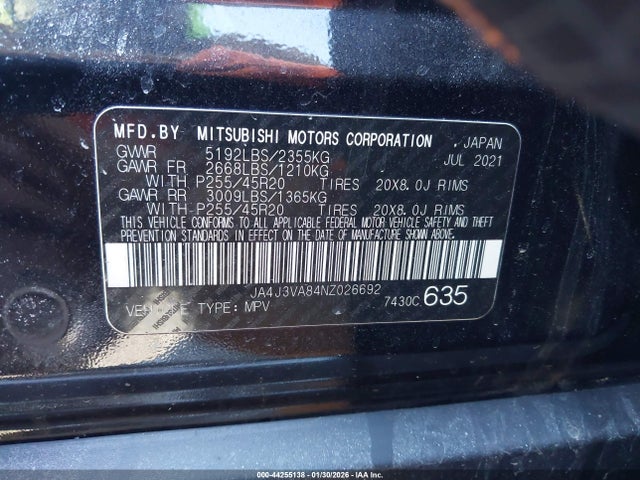 MFD.BY MITSUBISHI MOTORS CORPORATION JAPAN
GVWR 5192LBS/2355KG JUL 2021
GAWR FR 2668LBS/1210KG
WITH P255/45R20 TIRES 20X8.0J RIMS
GAWR RR 3009LBS/1365KG
WITH P255/45R20 TIRES 20X8.0J RIMS
THIS VEHICLE CONFORMS TO ALL APPLICABLE FEDERAL MOTOR VEHICLE SAFETY AND THEFT
PREVENTION STANDARDS IN EFFECT ON THE DATE OF MANUFACTURE SHOWN ABOVE.
JA4J3VA84NZ026692
VEHICLE TYPE: MPV 7430C 635
000-44255138 - 01/30/2026 - IAA, Inc.